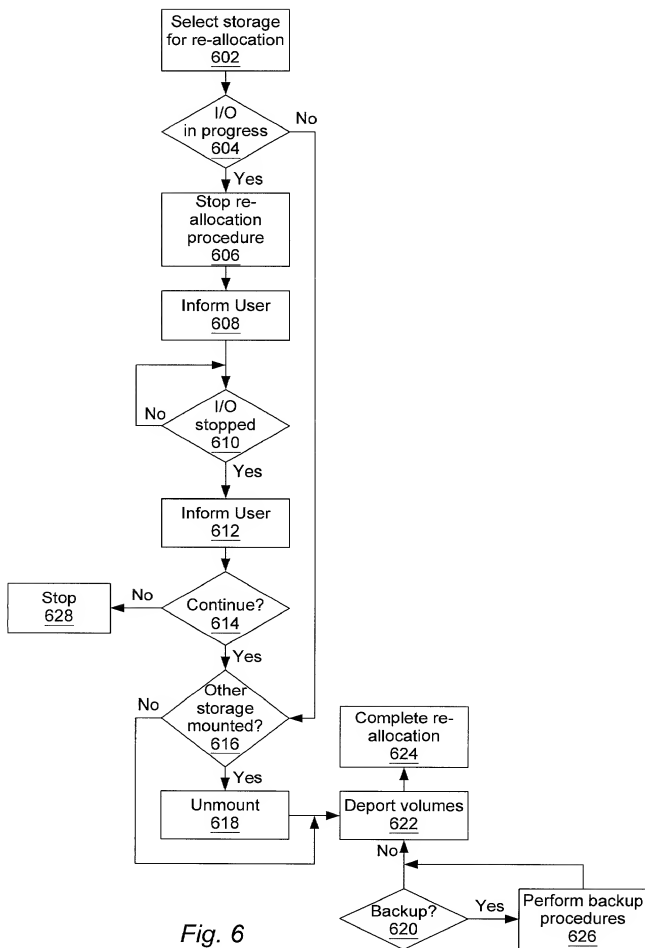 Select storage
for re-allocation
602
I/O
in progress
604
No
Yes
Stop re-
allocation
procedure
606
Inform User
608
I/O
stopped
610
No
Yes
Inform User
612
Continue?
614
No
Stop
628
Yes
Other
storage
mounted?
616
No
Yes
Unmount
618
Complete re-
allocation
624
Deport volumes
622
No
Backup?
620
Yes
Perform backup
procedures
626
Fig. 6